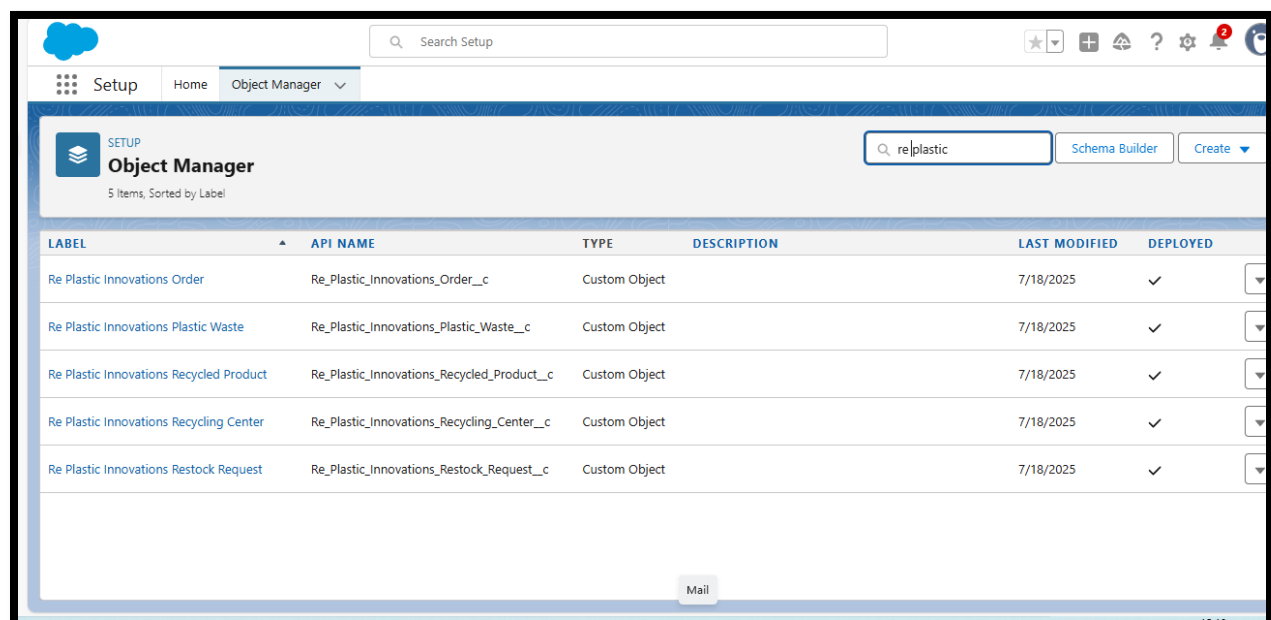 Search Setup
2
Setup Home Object Manager
SETUP
Object Manager
5 Items, Sorted by Label
re plastic
Schema Builder
Create
LABEL API NAME TYPE DESCRIPTION LAST MODIFIED DEPLOYED
Re Plastic Innovations Order Re_Plastic_Innovations_Order__c Custom Object 7/18/2025
Re Plastic Innovations Plastic Waste Re_Plastic_Innovations_Plastic_Waste__c Custom Object 7/18/2025
Re Plastic Innovations Recycled Product Re_Plastic_Innovations_Recycled_Product__c Custom Object 7/18/2025
Re Plastic Innovations Recycling Center Re_Plastic_Innovations_Recycling_Center__c Custom Object 7/18/2025
Re Plastic Innovations Restock Request Re_Plastic_Innovations_Restock_Request__c Custom Object 7/18/2025
Mail